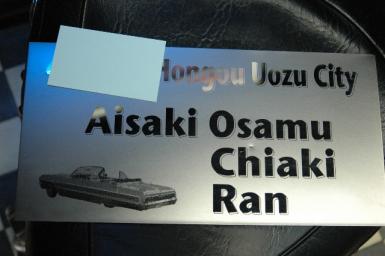 Hongou Uozu City
Aisaki Osamu
Chiaki
Ran